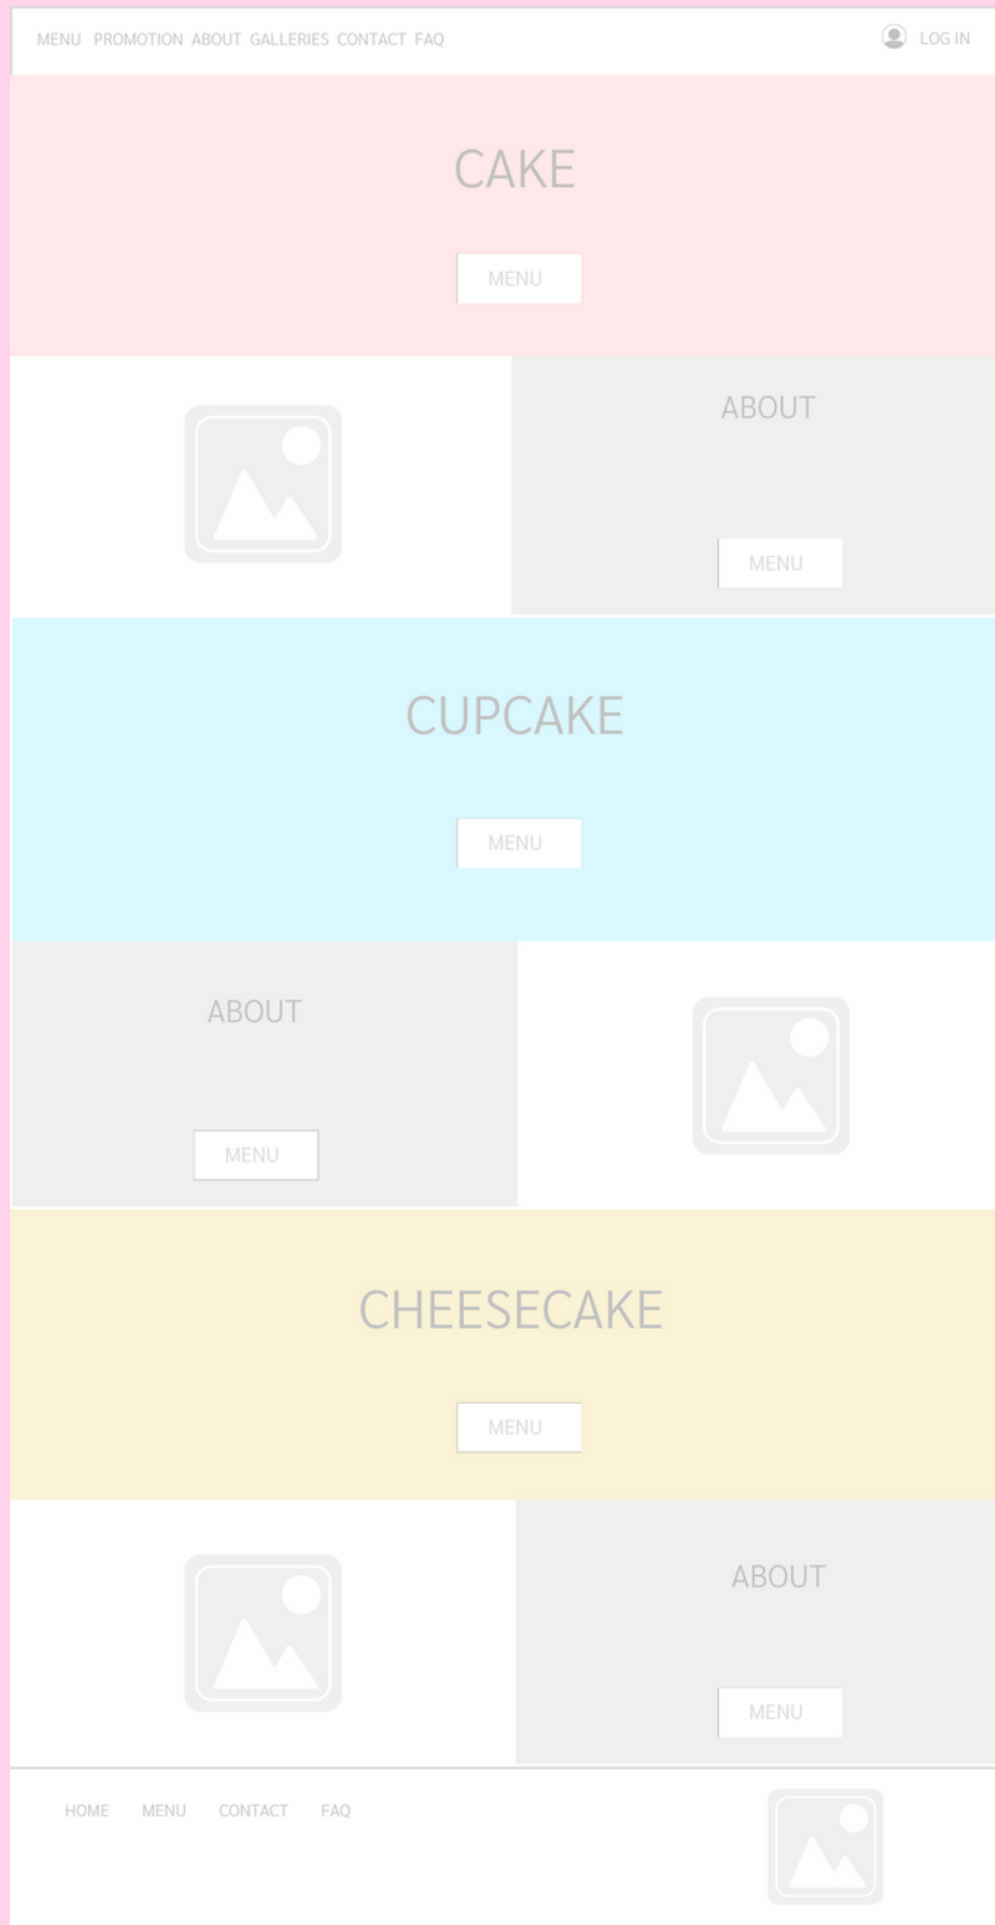 MENU PROMOTION ABOUT GALLERIES CONTACT FAQ LOG IN
CAKE
MENU
ABOUT
MENU
CUPCAKE
MENU
ABOUT
MENU
CHEESECAKE
MENU
ABOUT
MENU
HOME MENU CONTACT FAQ